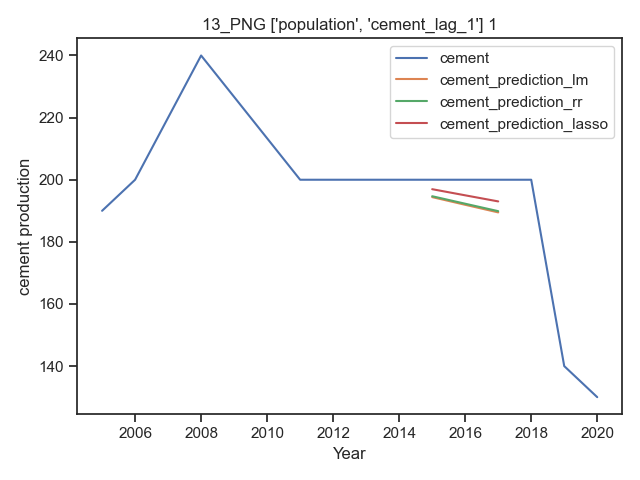 13_PNG ['population', 'cement_lag_1'] 1
cement
cement_prediction_lm
cement_prediction_rr
cement_prediction_lasso
cement production
240
220
200
180
160
140
2006 2008 2010 2012 2014 2016 2018 2020
Year